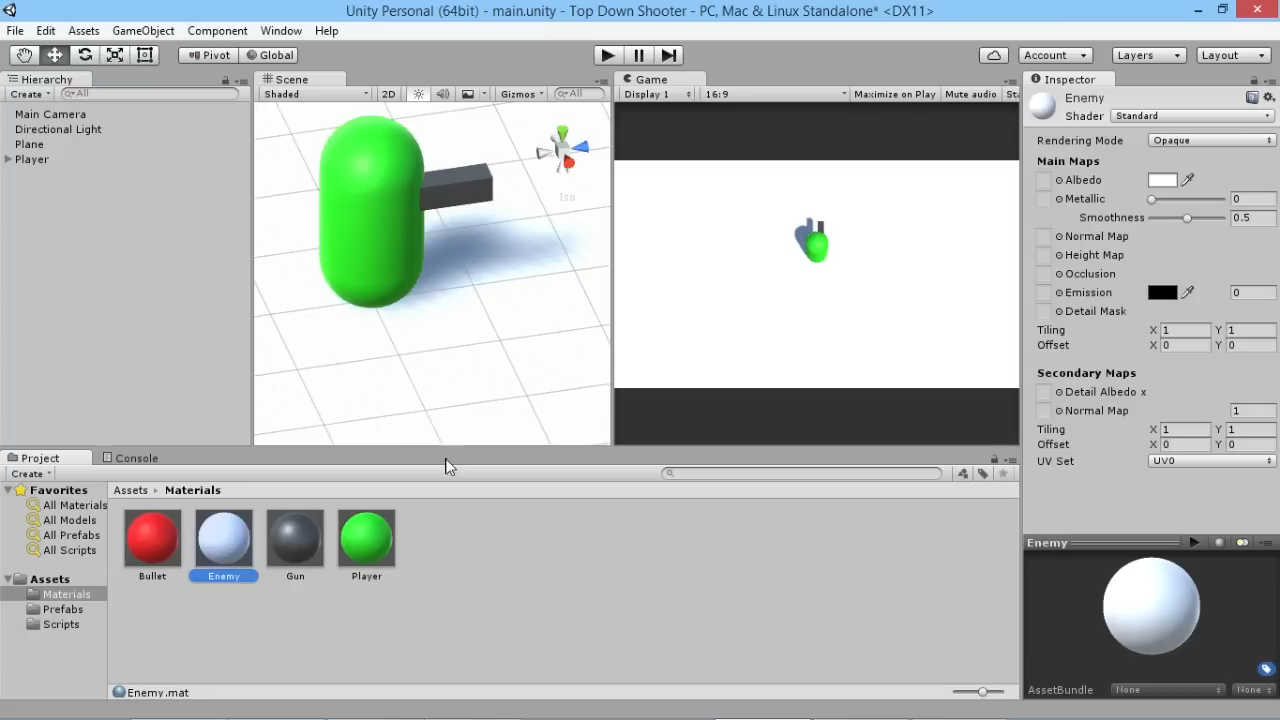 Unity Personal (64bit) - main.unity - Top Down Shooter - PC, Mac & Linux Standalone* <DX11>
File Edit Assets GameObject Component Window Help
Pivot Global Account Layers Layout
Hierarchy Scene Game Inspector
Create All Shaded 2D Gizmos All Display 1 16:9 Maximize on Play Mute audio Sta
Enemy
Shader Standard
Main Camera
Directional Light
Plane
Player
Iso
Rendering Mode Opaque
Main Maps
Albedo
Metallic 0
Smoothness 0.5
Normal Map
Height Map
Occlusion
Emission 0
Detail Mask
Tiling X 1 Y 1
Offset X 0 Y 0
Secondary Maps
Detail Albedo x
Normal Map 1
Tiling X 1 Y 1
Offset X 0 Y 0
UV Set UV0
Project Console
Create
Favorites
All Materials
All Models
All Prefabs
All Scripts
Assets
Materials
Prefabs
Scripts
Assets Materials
Bullet Enemy Gun Player
Enemy.mat
Enemy
AssetBundle None None